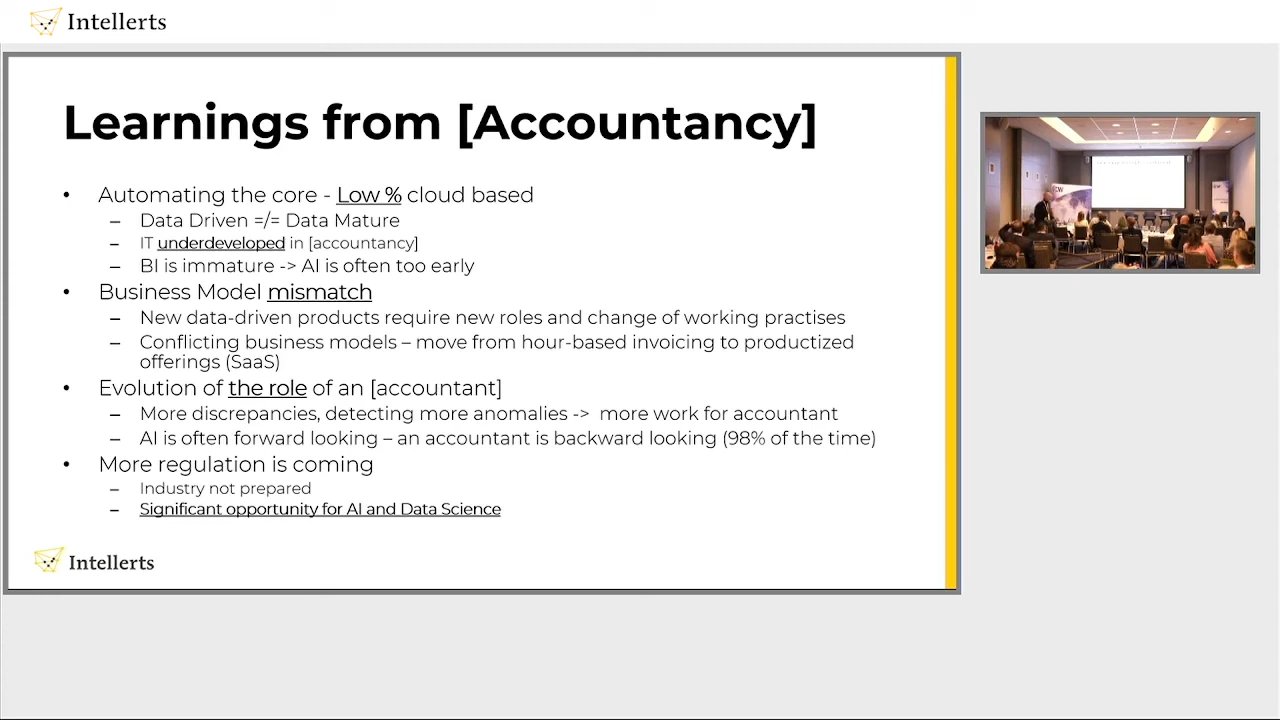 Intellerts
Learnings from [Accountancy]
• Automating the core - Low % cloud based
– Data Driven =/= Data Mature
– IT underdeveloped in [accountancy]
– BI is immature -> AI is often too early
• Business Model mismatch
– New data-driven products require new roles and change of working practises
– Conflicting business models – move from hour-based invoicing to productized
offerings (SaaS)
• Evolution of the role of an [accountant]
– More discrepancies, detecting more anomalies -> more work for accountant
– AI is often forward looking – an accountant is backward looking (98% of the time)
• More regulation is coming
– Industry not prepared
– Significant opportunity for AI and Data Science
Intellerts